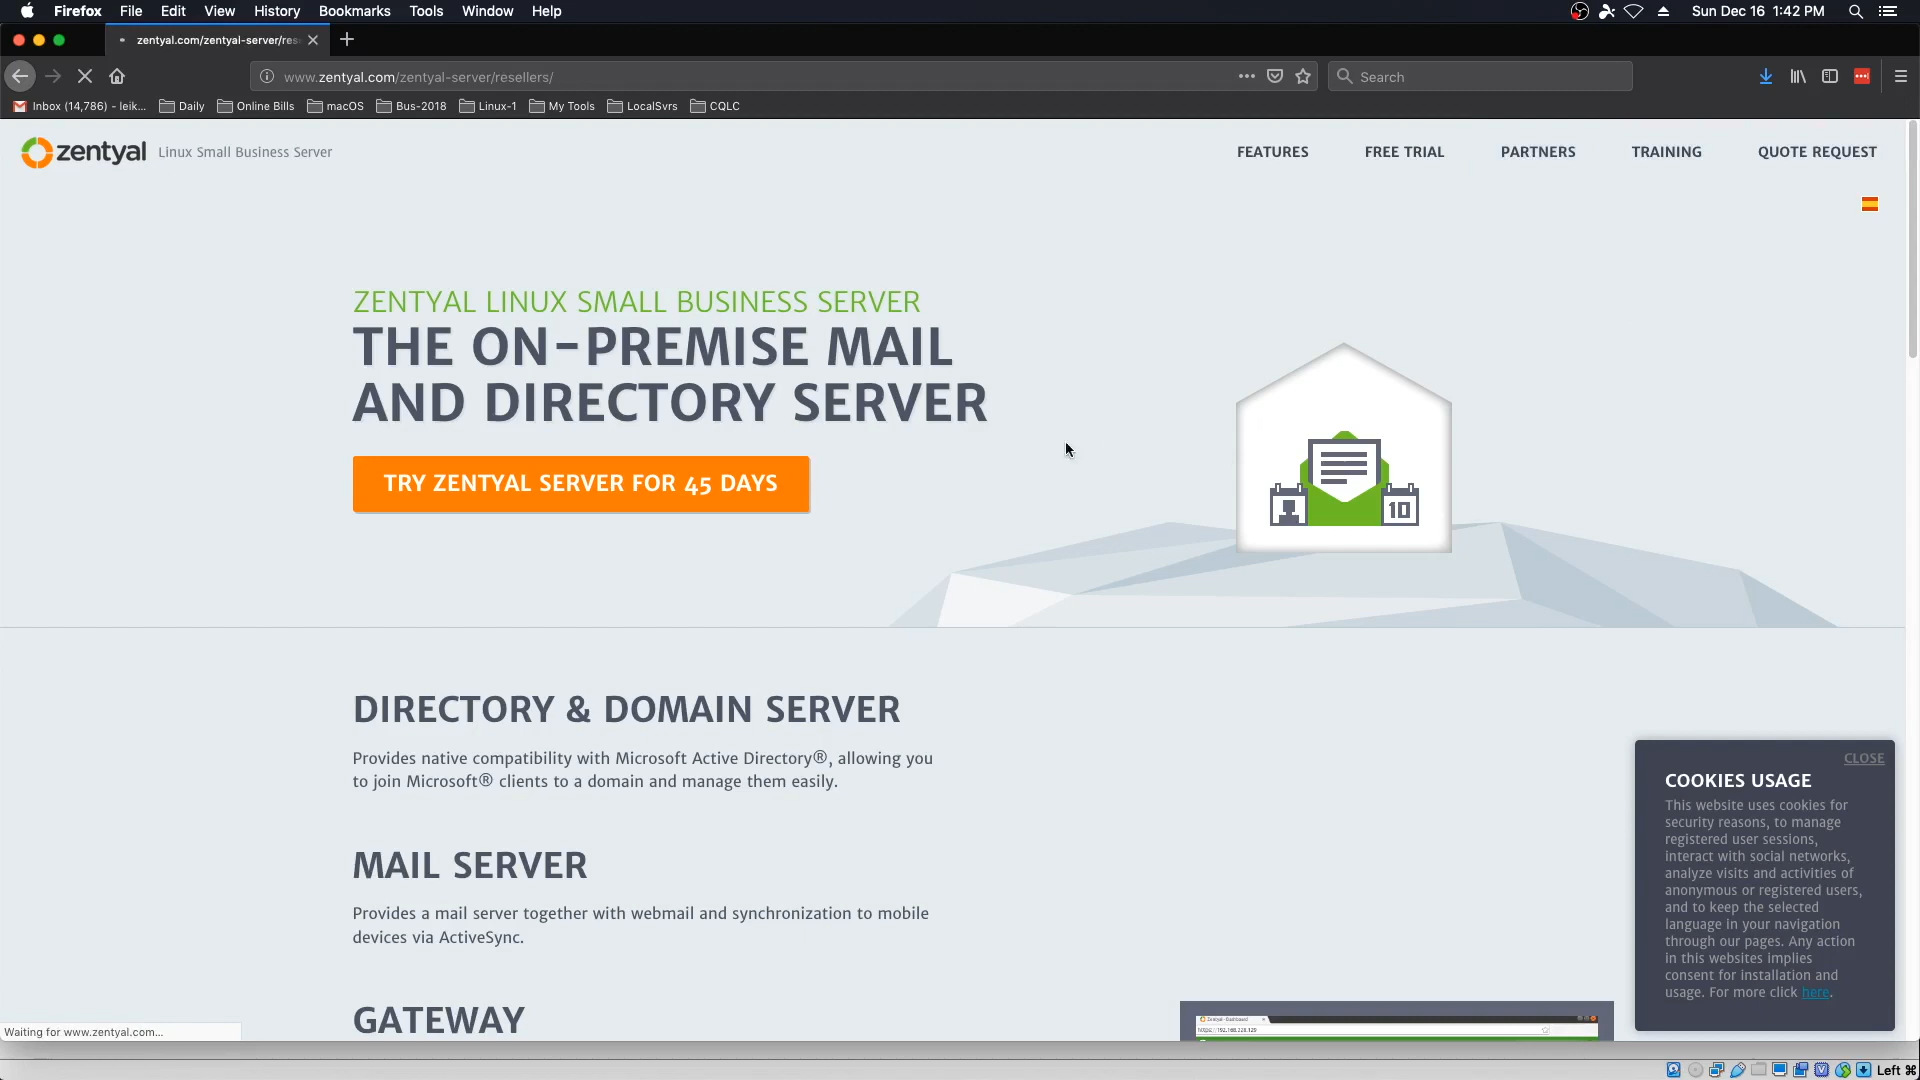 Firefox File Edit View History Bookmarks Tools Window Help Sun Dec 16 1:42 PM
zentyal.com/zentyal-server/res
www.zentyal.com/zentyal-server/resellers/ Search
Inbox (14,786) - leik... Daily Online Bills macOS Bus-2018 Linux-1 My Tools LocalSvrs CQLC
zentyal Linux Small Business Server FEATURES FREE TRIAL PARTNERS TRAINING QUOTE REQUEST
ZENTYAL LINUX SMALL BUSINESS SERVER
THE ON-PREMISE MAIL
AND DIRECTORY SERVER
TRY ZENTYAL SERVER FOR 45 DAYS
10
DIRECTORY & DOMAIN SERVER
Provides native compatibility with Microsoft Active Directory®, allowing you
to join Microsoft® clients to a domain and manage them easily.
MAIL SERVER
Provides a mail server together with webmail and synchronization to mobile
devices via ActiveSync.
GATEWAY
CLOSE
COOKIES USAGE
This website uses cookies for
security reasons, to manage
registered user sessions,
interact with social networks,
analyze visits and activities of
anonymous or registered users,
and to keep the selected
language in your navigation
through our pages. Any action
in this websites implies
consent for installation and
usage. For more click here.
Waiting for www.zentyal.com...
Left ⌘